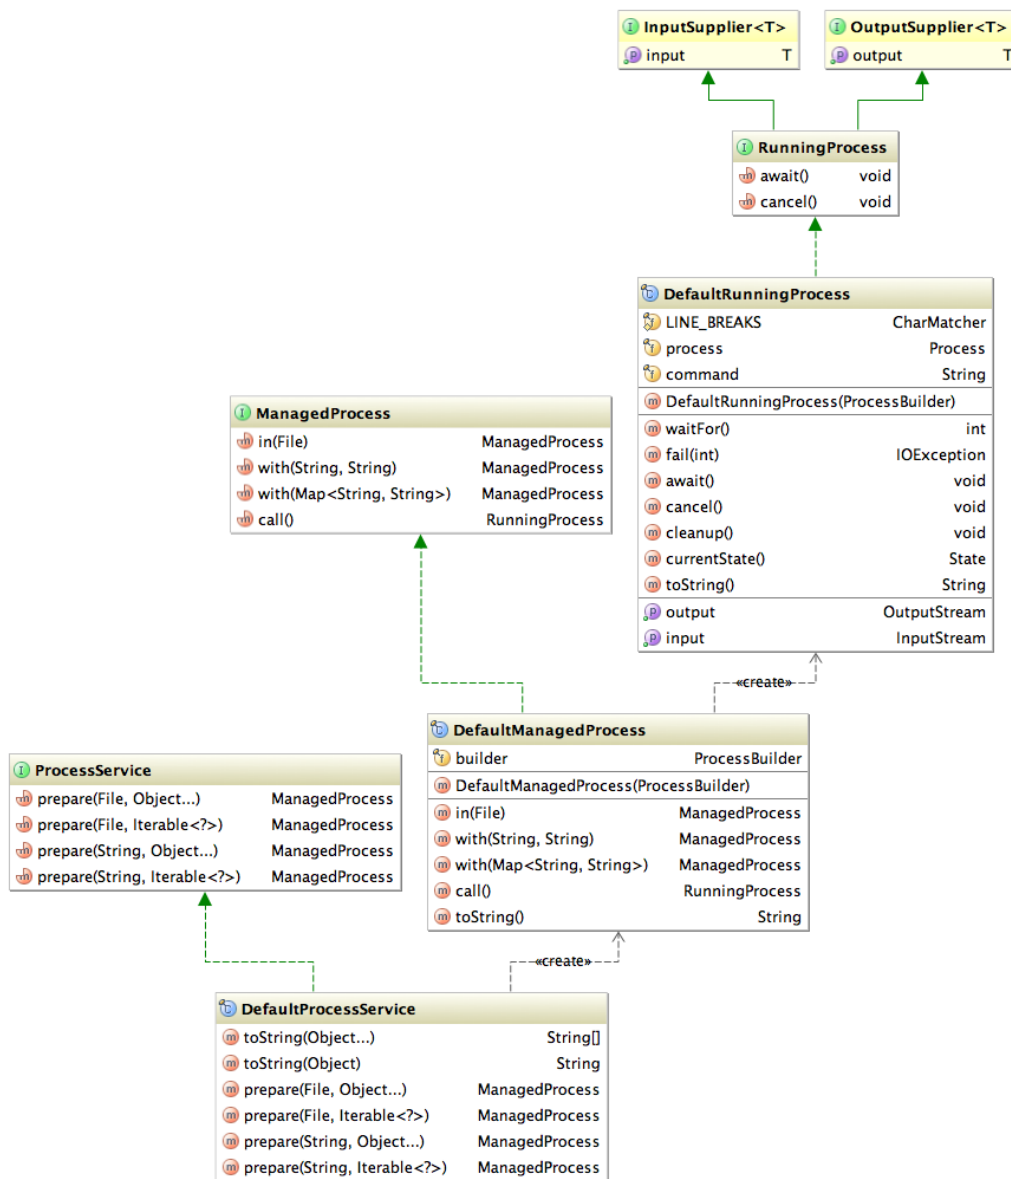 InputSupplier<T>
input T
OutputSupplier<T>
output T
RunningProcess
await() void
cancel() void
DefaultRunningProcess
LINE_BREAKS CharMatcher
process Process
command String
DefaultRunningProcess(ProcessBuilder)
waitFor() int
fail(int) IOException
await() void
cancel() void
cleanup() void
currentState() State
toString() String
output OutputStream
input InputStream
ManagedProcess
in(File) ManagedProcess
with(String, String) ManagedProcess
with(Map<String, String>) ManagedProcess
call() RunningProcess
«create»
DefaultManagedProcess
builder ProcessBuilder
DefaultManagedProcess(ProcessBuilder)
in(File) ManagedProcess
with(String, String) ManagedProcess
with(Map<String, String>) ManagedProcess
call() RunningProcess
toString() String
ProcessService
prepare(File, Object...) ManagedProcess
prepare(File, Iterable<?>) ManagedProcess
prepare(String, Object...) ManagedProcess
prepare(String, Iterable<?>) ManagedProcess
«create»
DefaultProcessService
toString(Object...) String[]
toString(Object) String
prepare(File, Object...) ManagedProcess
prepare(File, Iterable<?>) ManagedProcess
prepare(String, Object...) ManagedProcess
prepare(String, Iterable<?>) ManagedProcess